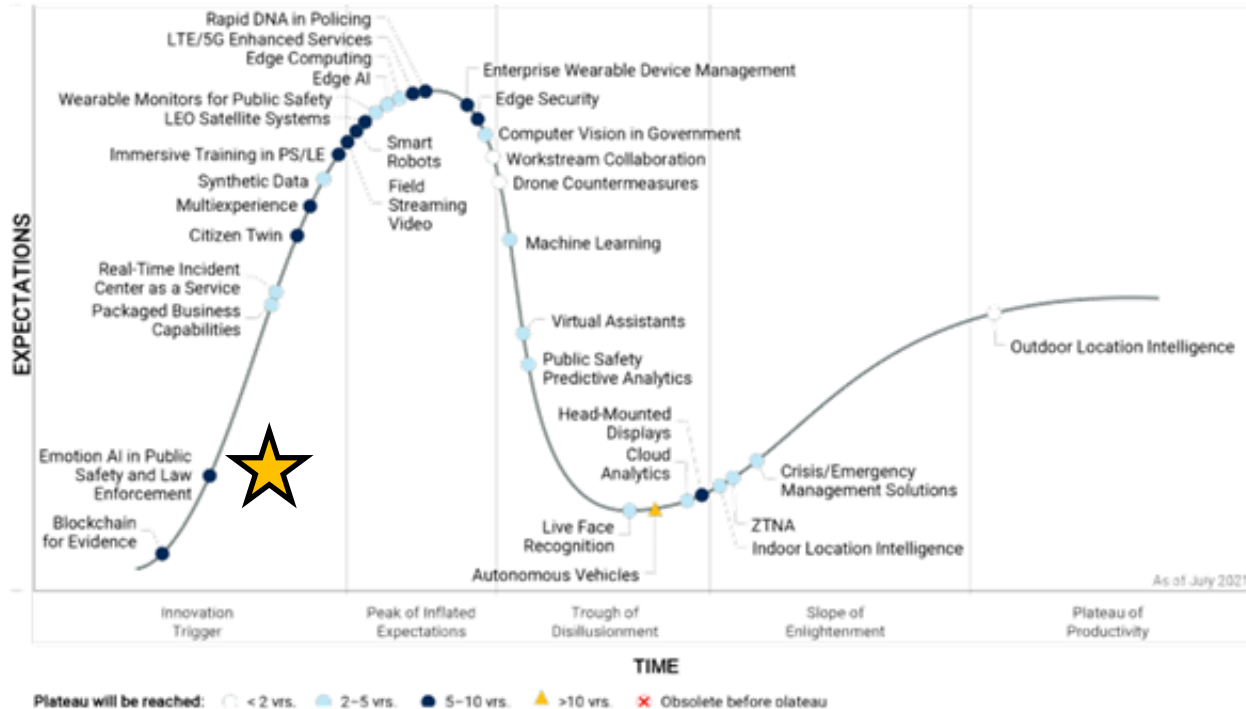 Rapid DNA in Policing
LTE/5G Enhanced Services
Edge Computing
Edge AI
Wearable Monitors for Public Safety
LEO Satellite Systems
Immersive Training in PS/LE
Synthetic Data
Multiexperience
Citizen Twin
Real-Time Incident
Center as a Service
Packaged Business
Capabilities
Emotion AI in Public
Safety and Law
Enforcement
Blockchain
for Evidence
Smart
Robots
Field
Streaming
Video
Enterprise Wearable Device Management
Edge Security
Computer Vision in Government
Workstream Collaboration
Drone Countermeasures
Machine Learning
Virtual Assistants
Public Safety
Predictive Analytics
Head-Mounted
Displays
Cloud
Analytics
Live Face
Recognition
Autonomous Vehicles
Crisis/Emergency
Management Solutions
ZTNA
Indoor Location Intelligence
Outdoor Location Intelligence
EXPECTATIONS
As of July 2021
Innovation
Trigger
Peak of Inflated
Expectations
Trough of
Disillusionment
Slope of
Enlightenment
Plateau of
Productivity
TIME
Plateau will be reached: < 2 yrs. 2–5 yrs. 5–10 yrs. >10 yrs. Obsolete before plateau